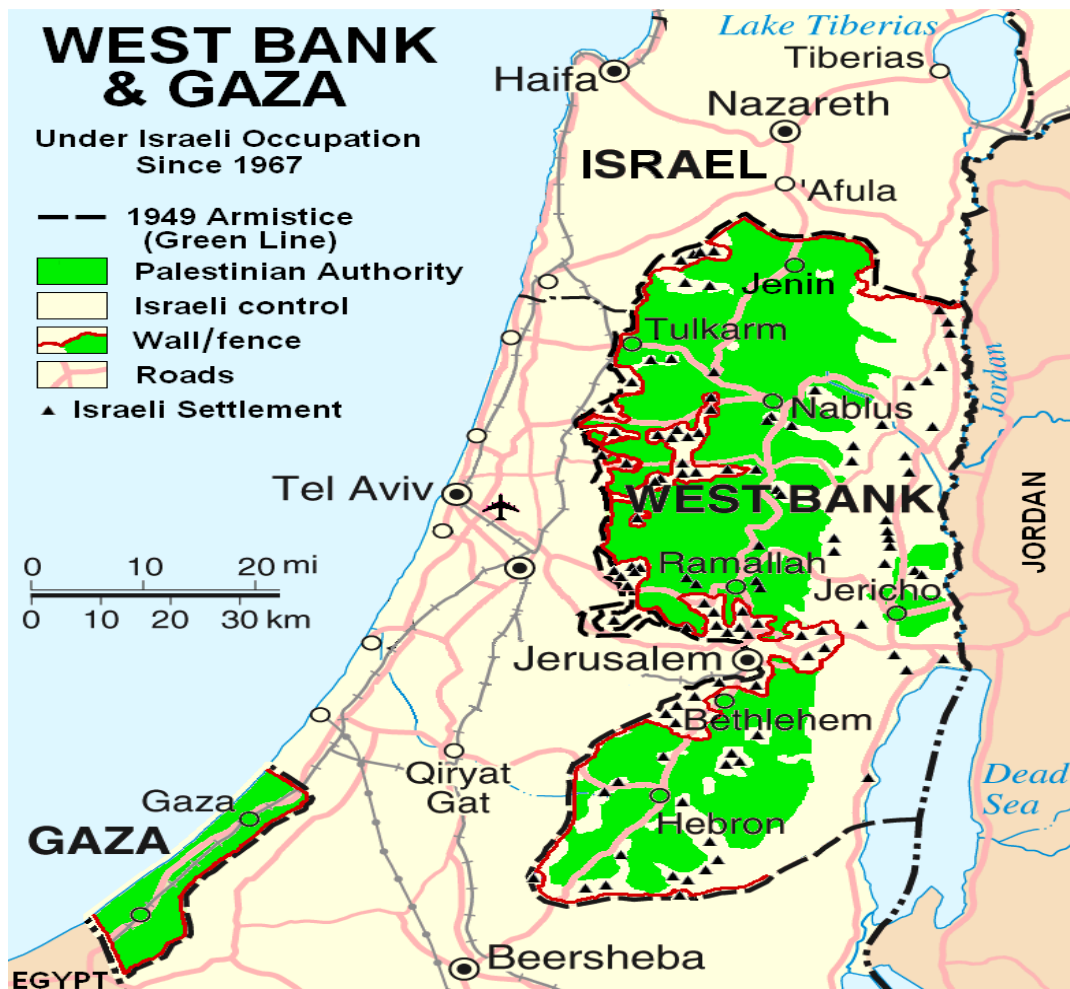 WEST BANK
& GAZA
Under Israeli Occupation
Since 1967
1949 Armistice
(Green Line)
Palestinian Authority
Israeli control
Wall/fence
Roads
Israeli Settlement
Lake Tiberias
Tiberias
Haifa
Nazareth
ISRAEL
'Afula
Jenin
Tulkarm
Jordan
Nablus
Tel Aviv
WEST BANK
JORDAN
0 10 20 mi
0 10 20 30 km
Ramallah
Jericho
Jerusalem
Bethlehem
Qiryat
Gat
Dead
Sea
Gaza
GAZA
Hebron
Beersheba
EGYPT